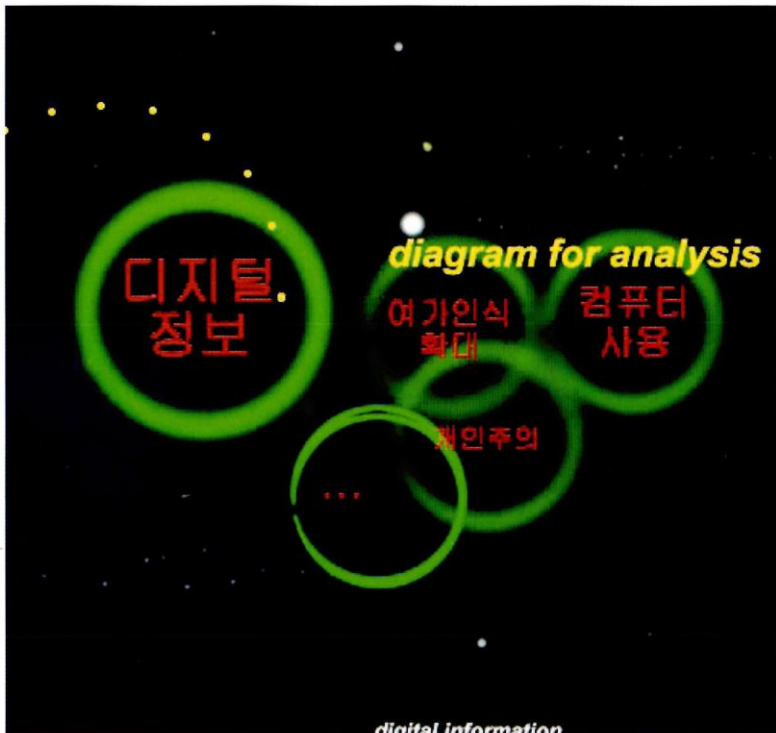 diagram for analysis
디지털
정보
여가인식
확대
컴퓨터
사용
개인주의
...
digital information